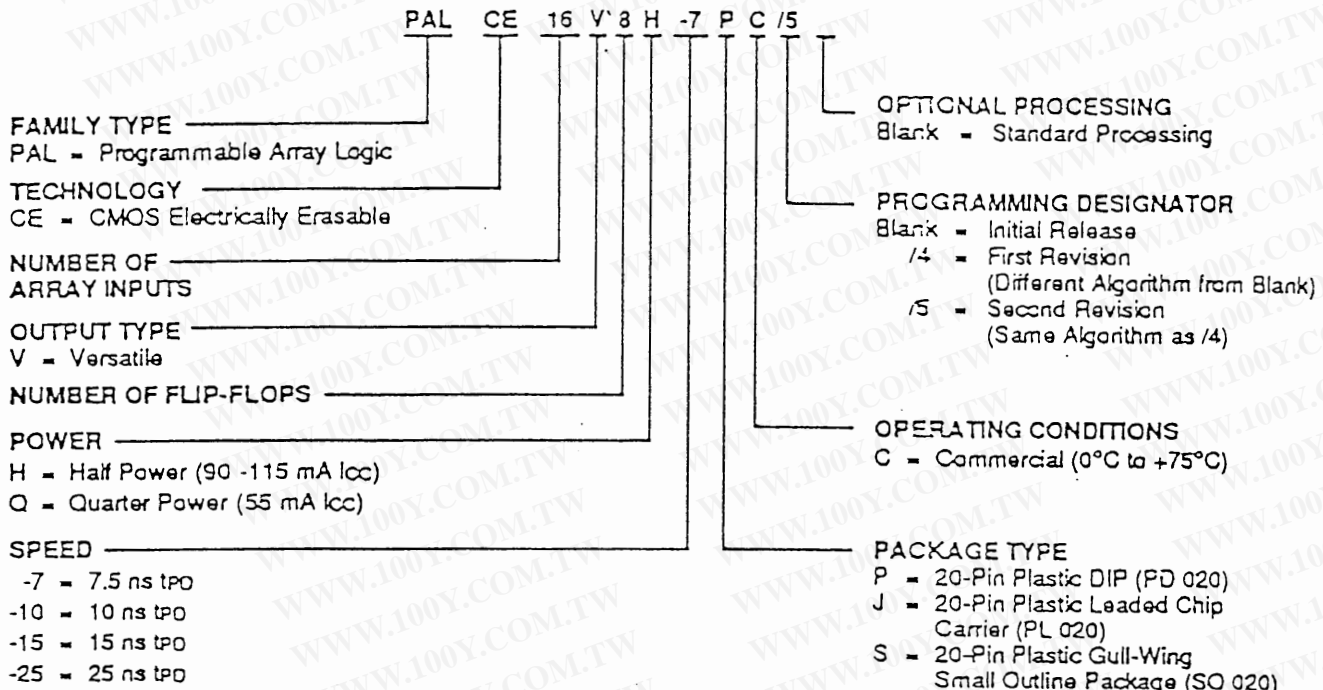 PAL CE 16 V 8 H -7 P C /5
FAMILY TYPE
PAL = Programmable Array Logic
TECHNOLOGY
CE = CMOS Electrically Erasable
NUMBER OF
ARRAY INPUTS
OUTPUT TYPE
V = Versatile
NUMBER OF FLIP-FLOPS
POWER
H = Half Power (90 -115 mA Icc)
Q = Quarter Power (55 mA Icc)
SPEED
-7 = 7.5 ns tPD
-10 = 10 ns tPD
-15 = 15 ns tPD
-25 = 25 ns tPD
OPTIONAL PROCESSING
Blank = Standard Processing
PROGRAMMING DESIGNATOR
Blank = Initial Release
/4 = First Revision
(Different Algorithm from Blank)
/5 = Second Revision
(Same Algorithm as /4)
OPERATING CONDITIONS
C = Commercial (0°C to +75°C)
PACKAGE TYPE
P = 20-Pin Plastic DIP (PD 020)
J = 20-Pin Plastic Leaded Chip
Carrier (PL 020)
S = 20-Pin Plastic Gull-Wing
Small Outline Package (SO 020)
WWW.100Y.COM.TW